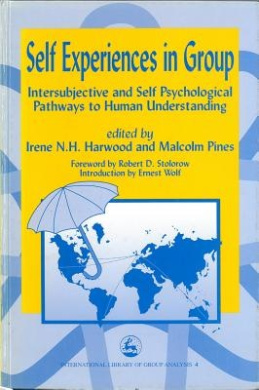 Self Experiences in Group
Intersubjective and Self Psychological
Pathways to Human Understanding
edited by
Irene N.H. Harwood and Malcolm Pines
Foreword by Robert D. Stolorow
Introduction by Ernest Wolf
INTERNATIONAL LIBRARY OF GROUP ANALYSIS 4